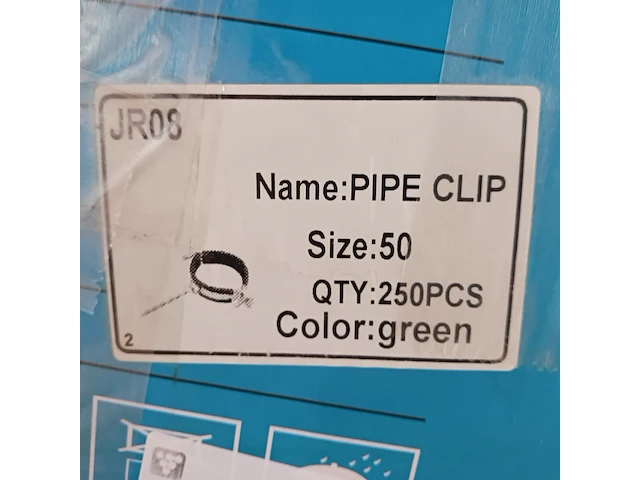 JR08
Name:PIPE CLIP
Size:50
QTY:250PCS
Color:green
2